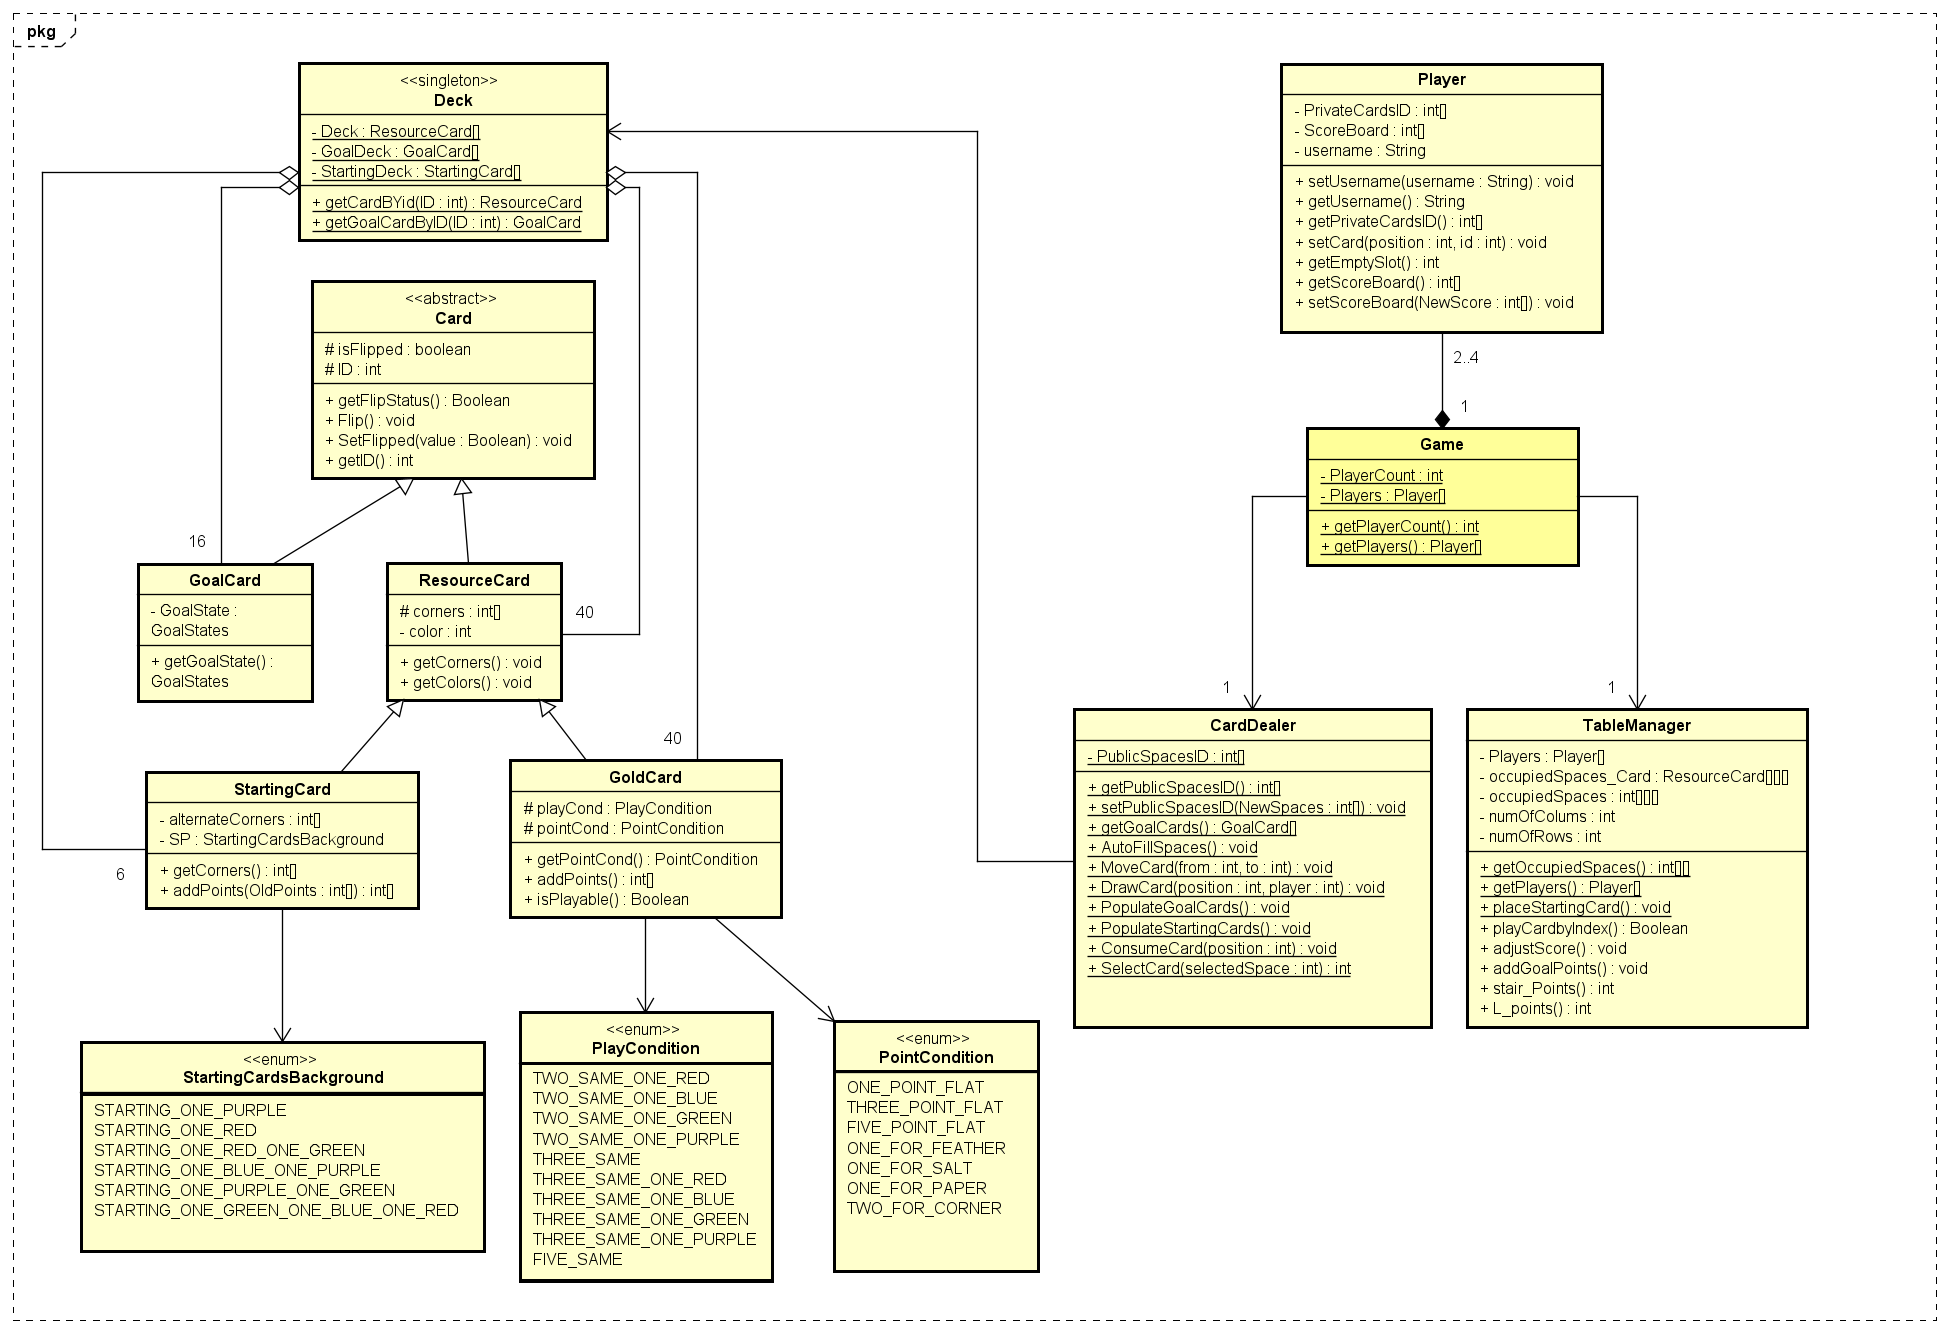 pkg
<<singleton>>
Deck
- Deck : ResourceCard[]
- GoalDeck : GoalCard[]
- StartingDeck : StartingCard[]
+ getCardBYid(ID : int) : ResourceCard
+ getGoalCardByID(ID : int) : GoalCard
<<abstract>>
Card
# isFlipped : boolean
# ID : int
+ getFlipStatus() : Boolean
+ Flip() : void
+ SetFlipped(value : Boolean) : void
+ getID() : int
16
GoalCard
- GoalState :
GoalStates
+ getGoalState() :
GoalStates
ResourceCard
# corners : int[]
- color : int
+ getCorners() : void
+ getColors() : void
40
40
StartingCard
- alternateCorners : int[]
- SP : StartingCardsBackground
+ getCorners() : int[]
+ addPoints(OldPoints : int[]) : int[]
6
GoldCard
# playCond : PlayCondition
# pointCond : PointCondition
+ getPointCond() : PointCondition
+ addPoints() : int[]
+ isPlayable() : Boolean
<<enum>>
StartingCardsBackground
STARTING_ONE_PURPLE
STARTING_ONE_RED
STARTING_ONE_RED_ONE_GREEN
STARTING_ONE_BLUE_ONE_PURPLE
STARTING_ONE_PURPLE_ONE_GREEN
STARTING_ONE_GREEN_ONE_BLUE_ONE_RED
<<enum>>
PlayCondition
TWO_SAME_ONE_RED
TWO_SAME_ONE_BLUE
TWO_SAME_ONE_GREEN
TWO_SAME_ONE_PURPLE
THREE_SAME
THREE_SAME_ONE_RED
THREE_SAME_ONE_BLUE
THREE_SAME_ONE_GREEN
THREE_SAME_ONE_PURPLE
FIVE_SAME
<<enum>>
PointCondition
ONE_POINT_FLAT
THREE_POINT_FLAT
FIVE_POINT_FLAT
ONE_FOR_FEATHER
ONE_FOR_SALT
ONE_FOR_PAPER
TWO_FOR_CORNER
Player
- PrivateCardsID : int[]
- ScoreBoard : int[]
- username : String
+ setUsername(username : String) : void
+ getUsername() : String
+ getPrivateCardsID() : int[]
+ setCard(position : int, id : int) : void
+ getEmptySlot() : int
+ getScoreBoard() : int[]
+ setScoreBoard(NewScore : int[]) : void
2..4
1
Game
- PlayerCount : int
- Players : Player[]
+ getPlayerCount() : int
+ getPlayers() : Player[]
1
1
CardDealer
- PublicSpacesID : int[]
+ getPublicSpacesID() : int[]
+ setPublicSpacesID(NewSpaces : int[]) : void
+ getGoalCards() : GoalCard[]
+ AutoFillSpaces() : void
+ MoveCard(from : int, to : int) : void
+ DrawCard(position : int, player : int) : void
+ PopulateGoalCards() : void
+ PopulateStartingCards() : void
+ ConsumeCard(position : int) : void
+ SelectCard(selectedSpace : int) : int
TableManager
- Players : Player[]
- occupiedSpaces_Card : ResourceCard[][][]
- occupiedSpaces : int[][][]
- numOfColums : int
- numOfRows : int
+ getOccupiedSpaces() : int[][]
+ getPlayers() : Player[]
+ placeStartingCard() : void
+ playCardbyIndex() : Boolean
+ adjustScore() : void
+ addGoalPoints() : void
+ stair_Points() : int
+ L_points() : int